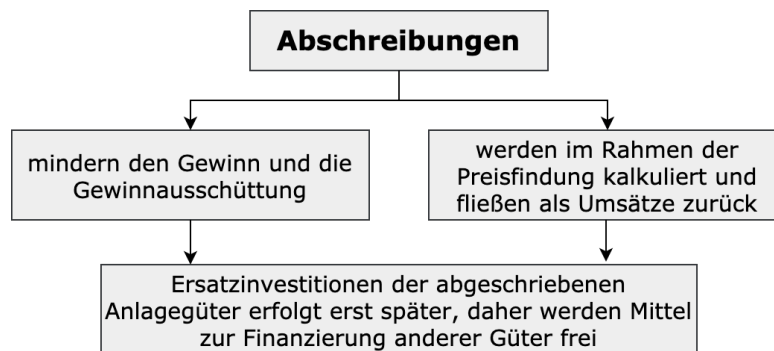 Abschreibungen
mindern den Gewinn und die
Gewinnausschüttung
werden im Rahmen der
Preisfindung kalkuliert und
fließen als Umsätze zurück
Ersatzinvestitionen der abgeschriebenen
Anlagegüter erfolgt erst später, daher werden Mittel
zur Finanzierung anderer Güter frei